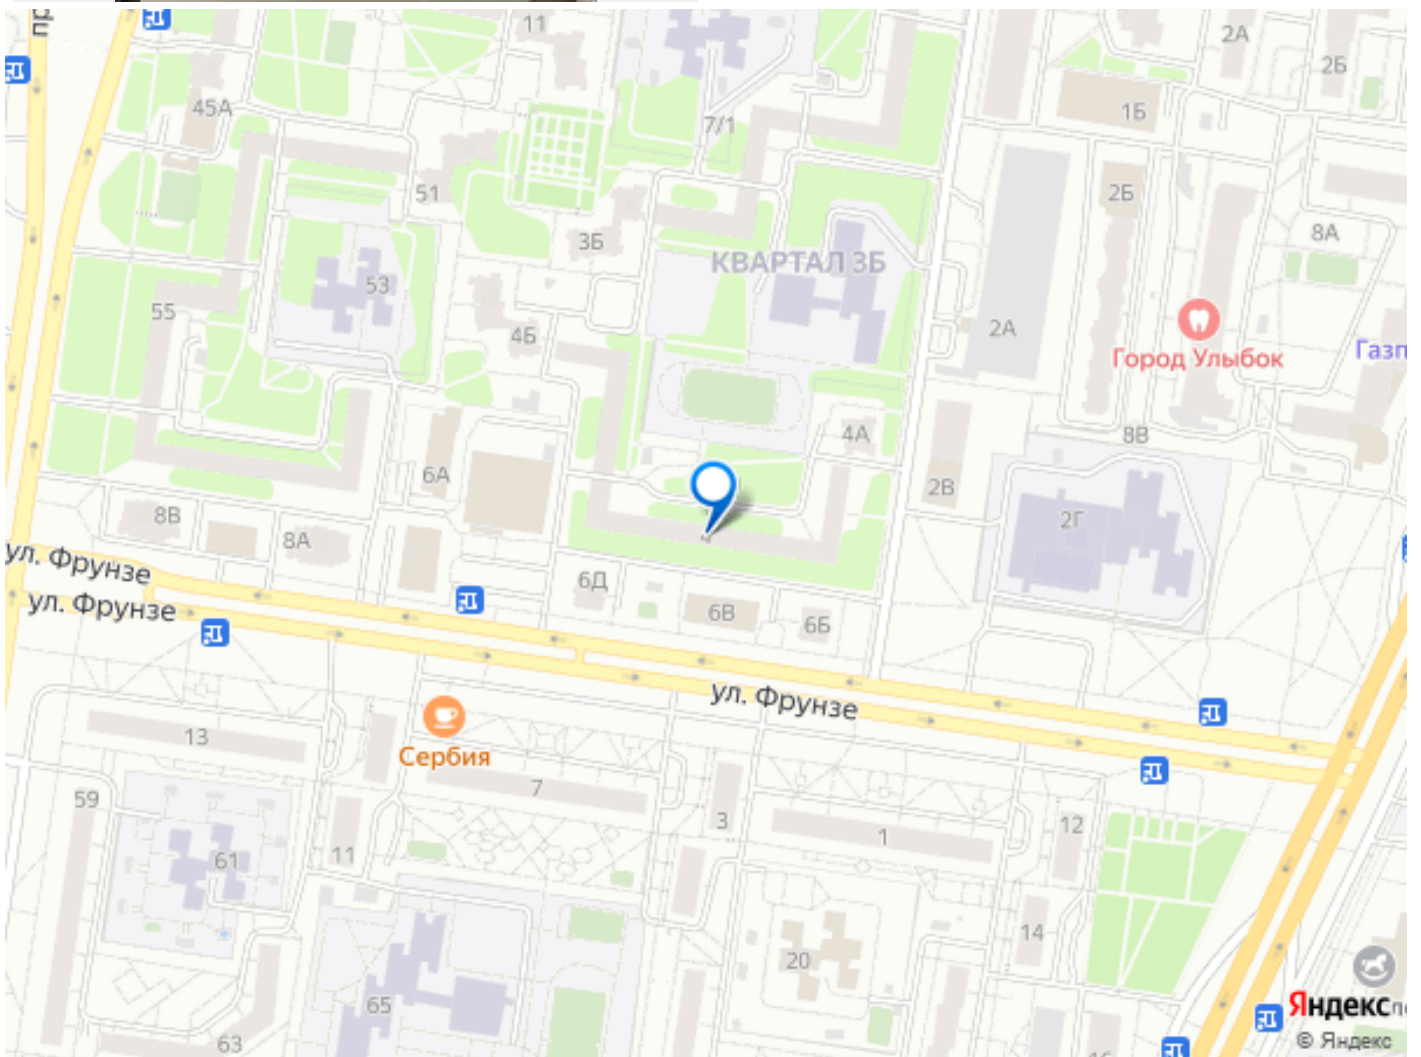 пр
11
2А
2Б
45А
1Б
7/1
51
2Б
3Б
8А
КВАРТАЛ 3Б
53
55
4Б
2А
Город Улыбок
Газп
4А
8В
6А
2В
8В
2Г
8А
ул. Фрунзе
6Д
ул. Фрунзе
6В
6Б
ул. Фрунзе
13
Сербия
7
59
3
12
1
11
61
14
20
65
63
Яндекс
© Яндекс